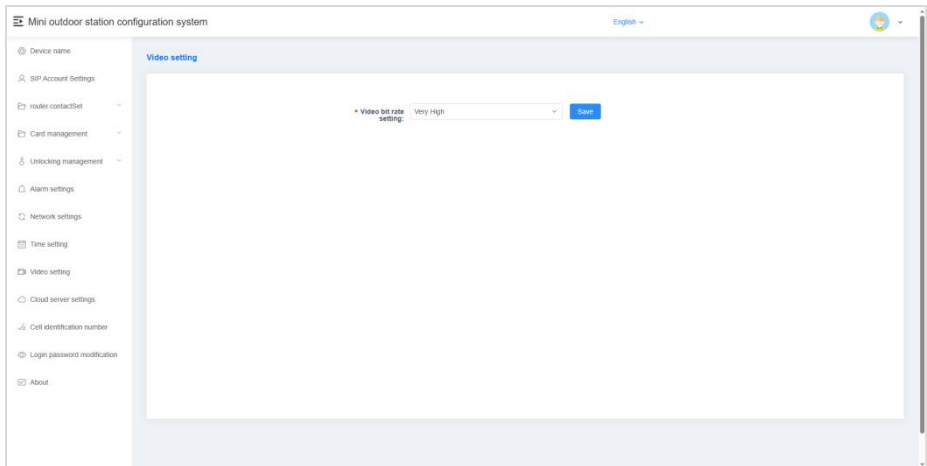 Mini outdoor station configuration system
English
Device name
SIP Account Settings
router.contactSet
Card management
Unlocking management
Alarm settings
Network settings
Time setting
Video setting
Cloud server settings
Cell identification number
Login password modification
About
Video setting
* Video bit rate
setting:
Very High
Save